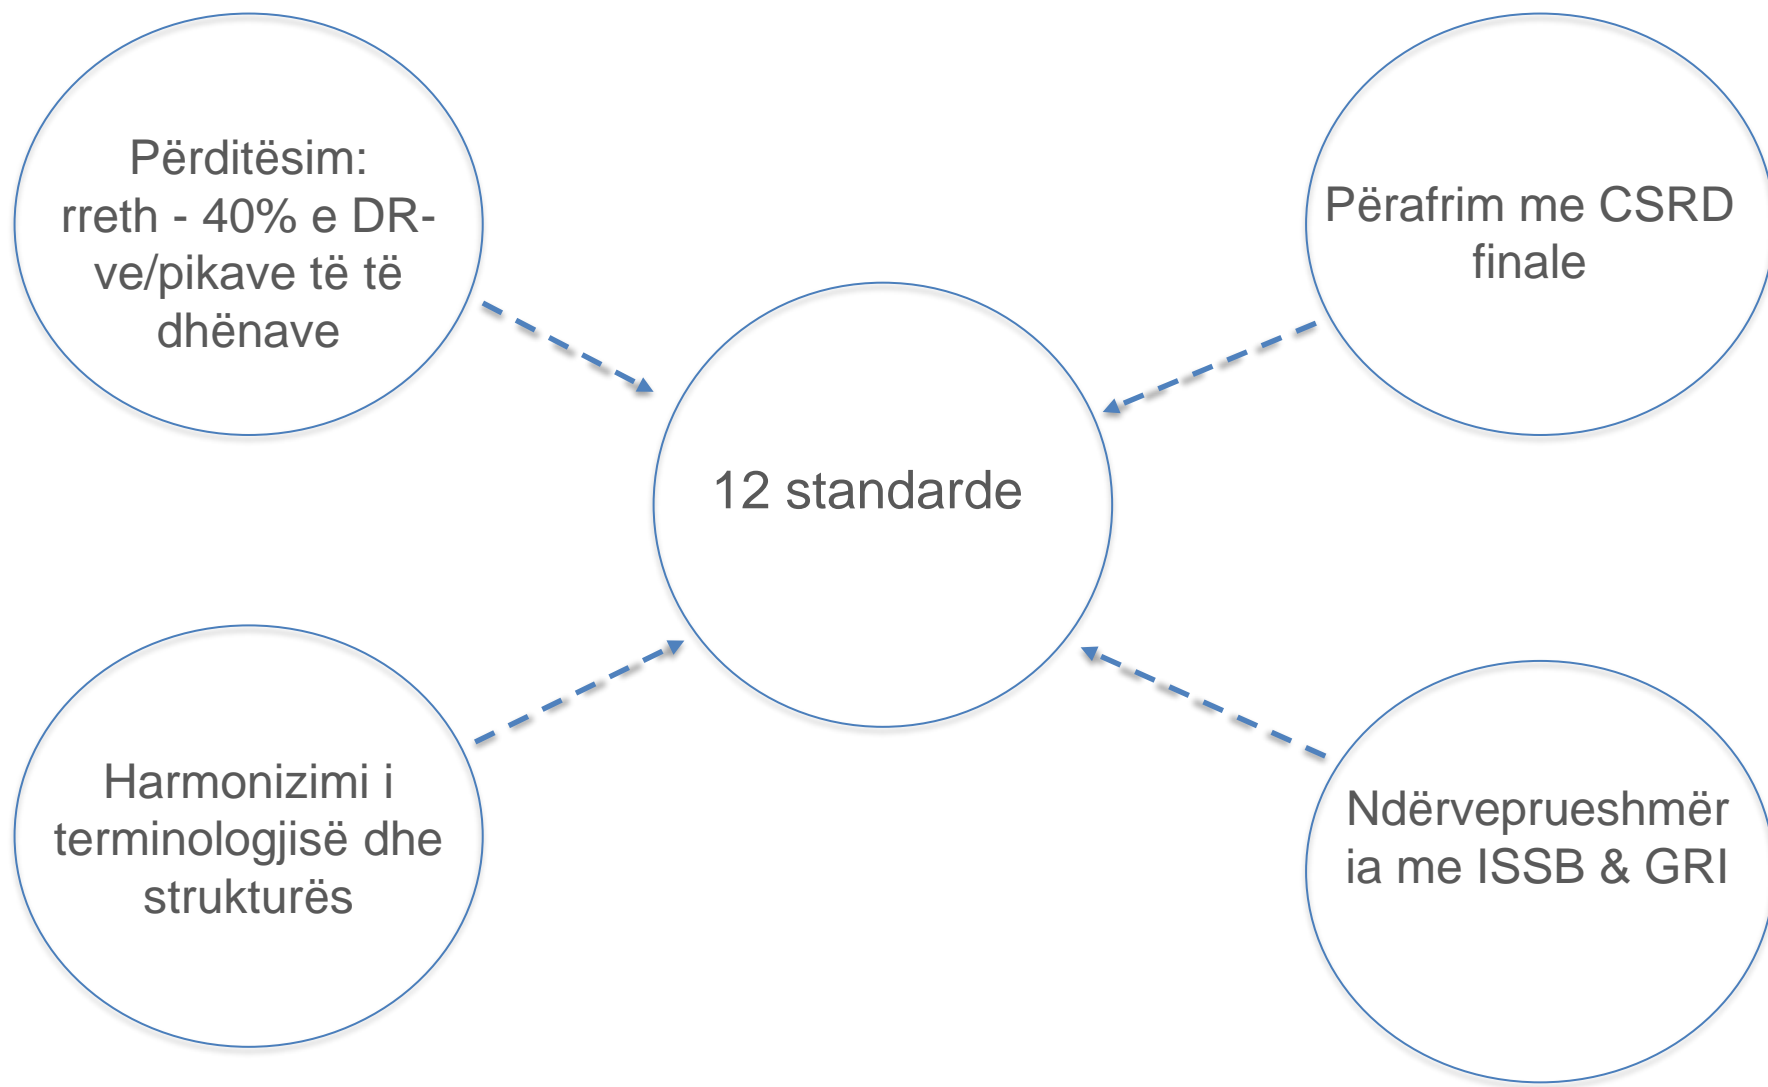 Përditësim:
rreth - 40% e DR-
ve/pikave të të
dhënave
Përafrim me CSRD
finale
12 standarde
Harmonizimi i
terminologjisë dhe
strukturës
Ndërveprueshmër
ia me ISSB & GRI